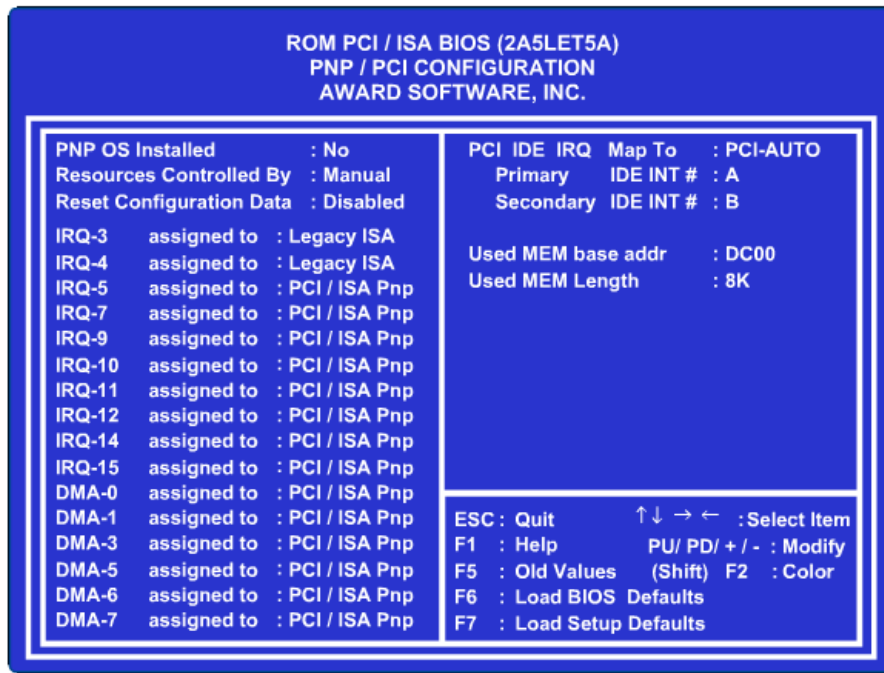 ROM PCI / ISA BIOS (2A5LET5A)
PNP / PCI CONFIGURATION
AWARD SOFTWARE, INC.
PNP OS Installed : No
Resources Controlled By : Manual
Reset Configuration Data : Disabled
IRQ-3 assigned to : Legacy ISA
IRQ-4 assigned to : Legacy ISA
IRQ-5 assigned to : PCI / ISA Pnp
IRQ-7 assigned to : PCI / ISA Pnp
IRQ-9 assigned to : PCI / ISA Pnp
IRQ-10 assigned to : PCI / ISA Pnp
IRQ-11 assigned to : PCI / ISA Pnp
IRQ-12 assigned to : PCI / ISA Pnp
IRQ-14 assigned to : PCI / ISA Pnp
IRQ-15 assigned to : PCI / ISA Pnp
DMA-0 assigned to : PCI / ISA Pnp
DMA-1 assigned to : PCI / ISA Pnp
DMA-3 assigned to : PCI / ISA Pnp
DMA-5 assigned to : PCI / ISA Pnp
DMA-6 assigned to : PCI / ISA Pnp
DMA-7 assigned to : PCI / ISA Pnp
PCI IDE IRQ Map To : PCI-AUTO
Primary IDE INT # : A
Secondary IDE INT # : B
Used MEM base addr : DC00
Used MEM Length : 8K
ESC : Quit ↑↓ → ← : Select Item
F1 : Help PU/ PD/ + / - : Modify
F5 : Old Values (Shift) F2 : Color
F6 : Load BIOS Defaults
F7 : Load Setup Defaults